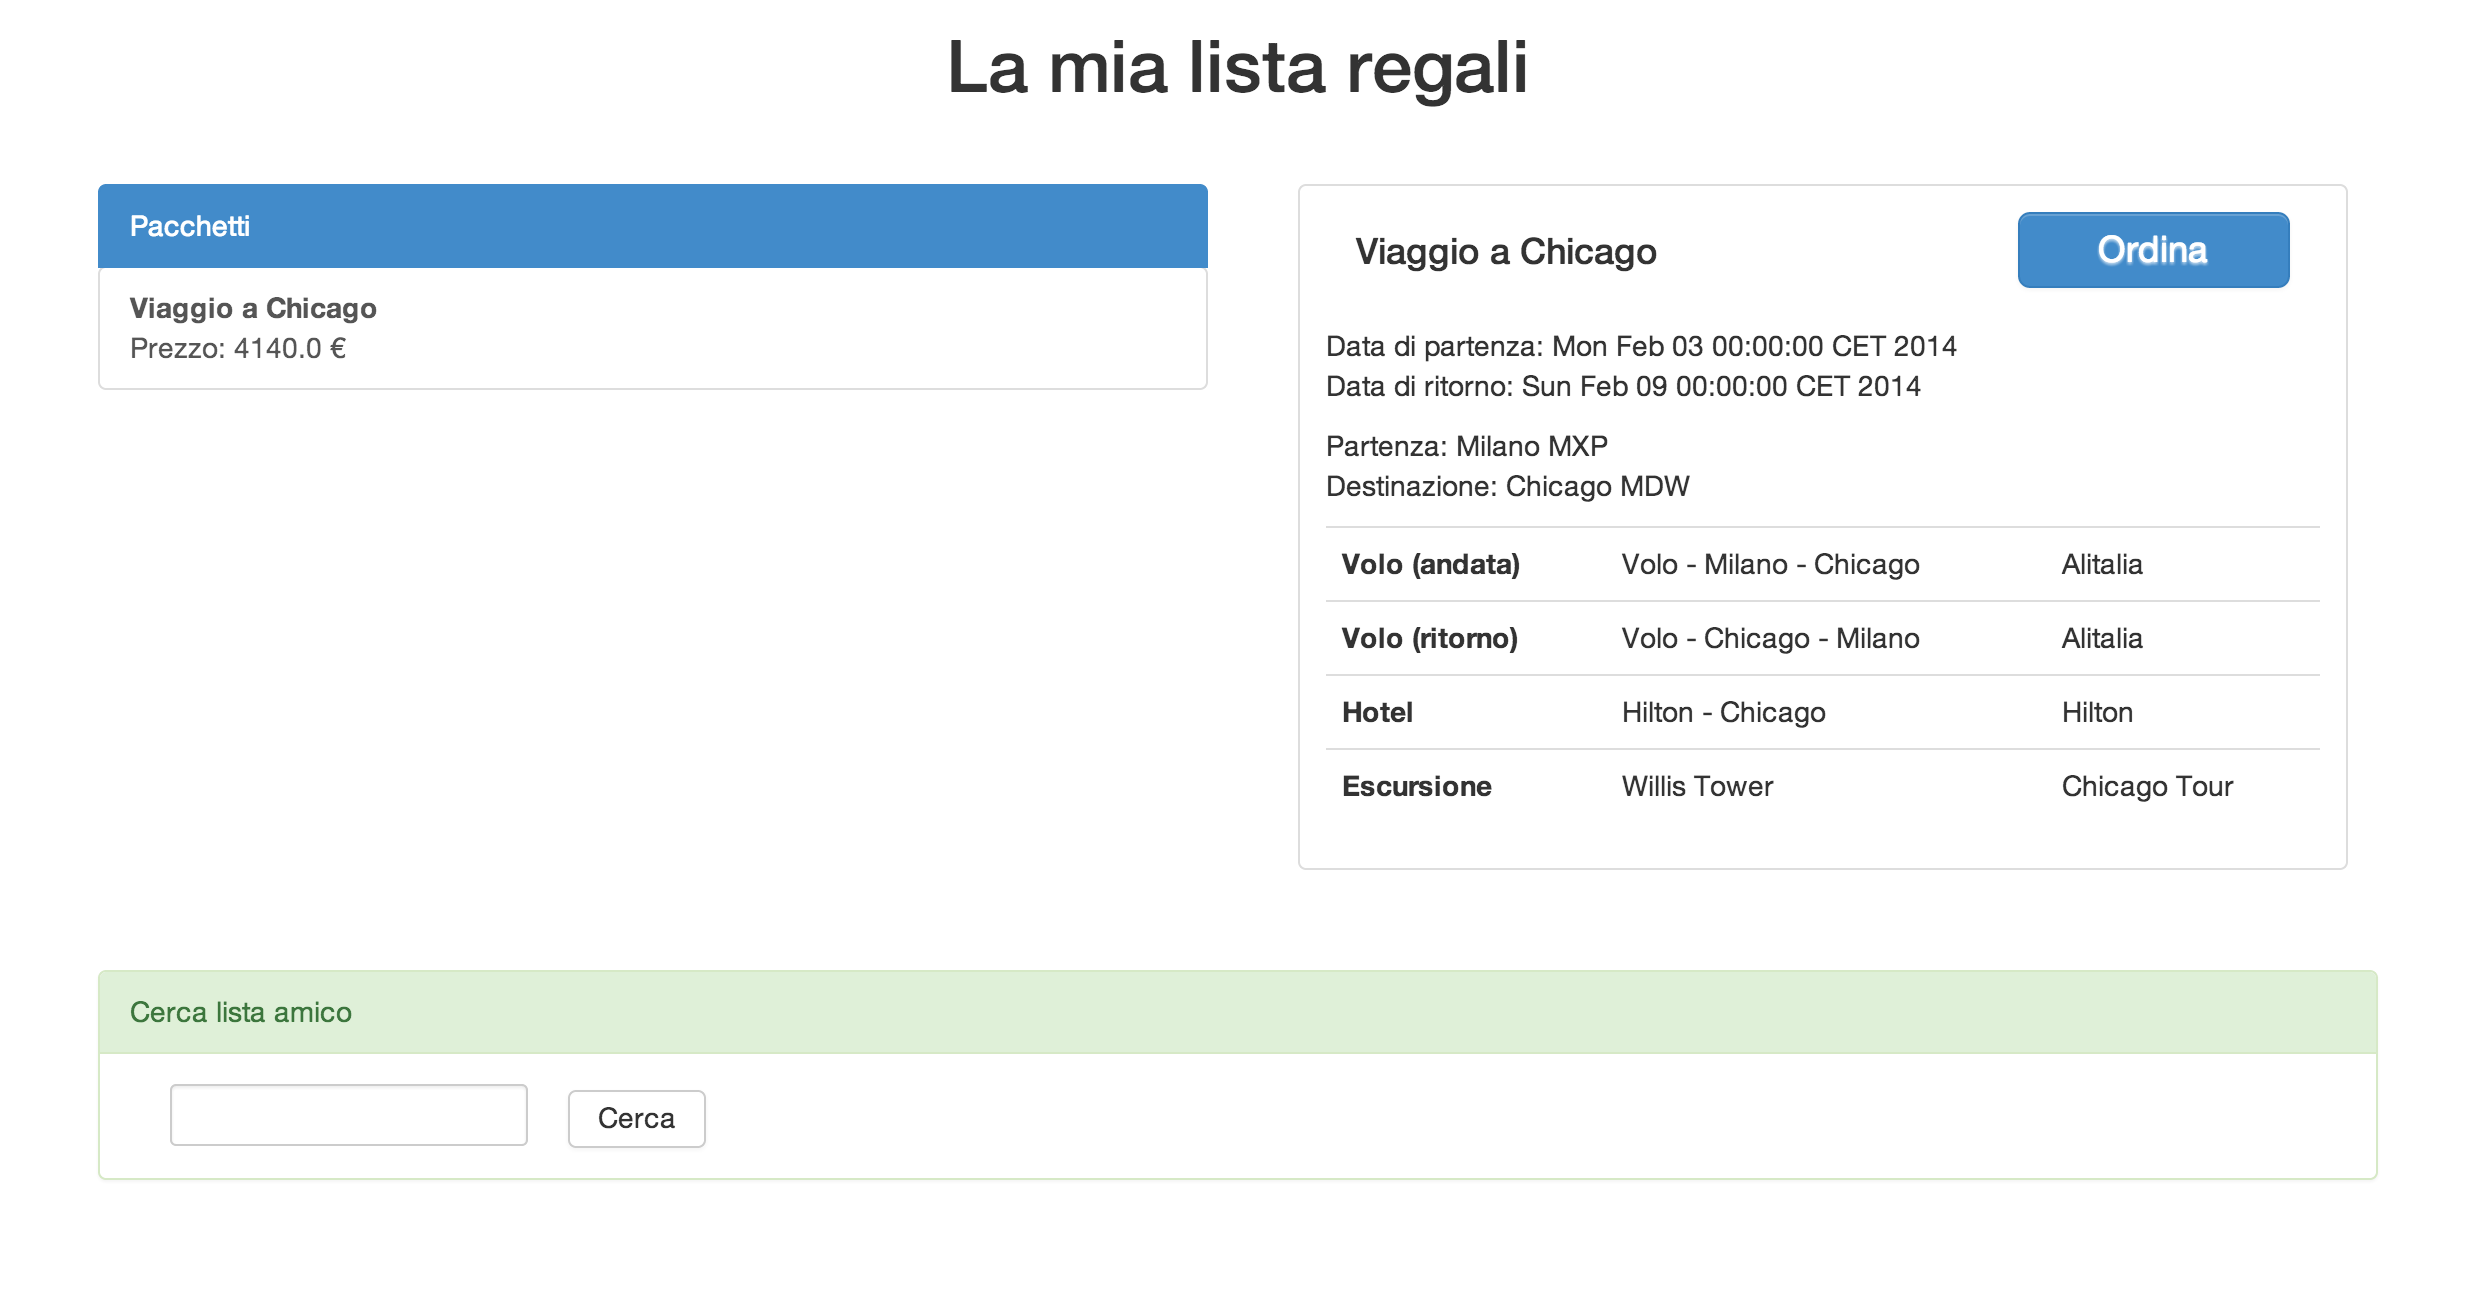 La mia lista regali
Pacchetti
Viaggio a Chicago
Prezzo: 4140.0 €
Viaggio a Chicago
Ordina
Data di partenza: Mon Feb 03 00:00:00 CET 2014
Data di ritorno: Sun Feb 09 00:00:00 CET 2014
Partenza: Milano MXP
Destinazione: Chicago MDW
Volo (andata) Volo - Milano - Chicago Alitalia
Volo (ritorno) Volo - Chicago - Milano Alitalia
Hotel Hilton - Chicago Hilton
Escursione Willis Tower Chicago Tour
Cerca lista amico
Cerca